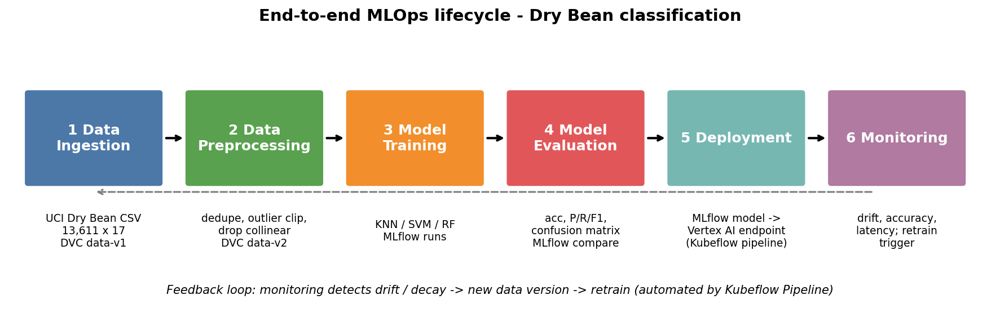 End-to-end MLOps lifecycle - Dry Bean classification
1 Data
Ingestion
2 Data
Preprocessing
3 Model
Training
4 Model
Evaluation
5 Deployment
6 Monitoring
UCI Dry Bean CSV
13,611 x 17
DVC data-v1
dedupe, outlier clip,
drop collinear
DVC data-v2
KNN / SVM / RF
MLflow runs
acc, P/R/F1,
confusion matrix
MLflow compare
MLflow model ->
Vertex AI endpoint
(Kubeflow pipeline)
drift, accuracy,
latency; retrain
trigger
Feedback loop: monitoring detects drift / decay -> new data version -> retrain (automated by Kubeflow Pipeline)